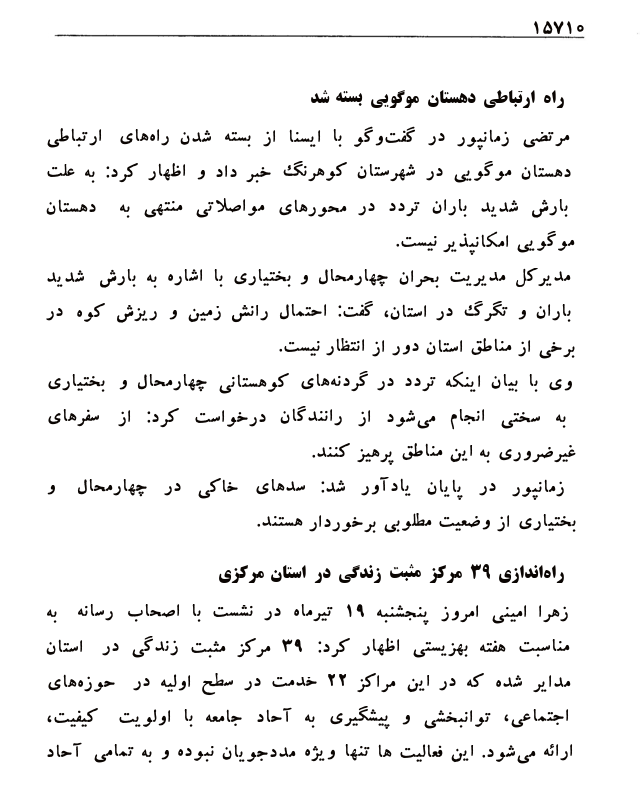 ۱۵۷۱۰
راه ارتباطی دهستان موگویی بسته شد
مرتضی زمانپور در گفت‌وگو با ایسنا از بسته شدن راه‌های ارتباطی
دهستان موگویی در شهرستان کوهرنگ خبر داد و اظهار کرد: به علت
بارش شدید باران تردد در محورهای مواصلاتی منتهی به دهستان
موگویی امکانپذیر نیست.
مدیرکل مدیریت بحران چهارمحال و بختیاری با اشاره به بارش شدید
باران و تگرگ در استان، گفت: احتمال رانش زمین و ریزش کوه در
برخی از مناطق استان دور از انتظار نیست.
وی با بیان اینکه تردد در گردنه‌های کوهستانی چهارمحال و بختیاری
به سختی انجام می‌شود از رانندگان درخواست کرد: از سفرهای
غیرضروری به این مناطق پرهیز کنند.
زمانپور در پایان یادآور شد: سدهای خاکی در چهارمحال و
بختیاری از وضعیت مطلوبی برخوردار هستند.
راه‌اندازی ۳۹ مرکز مثبت زندگی در استان مرکزی
زهرا امینی امروز پنجشنبه ۱۹ تیرماه در نشست با اصحاب رسانه به
مناسبت هفته بهزیستی اظهار کرد: ۳۹ مرکز مثبت زندگی در استان
مدایر شده که در این مراکز ۲۲ خدمت در سطح اولیه در حوزه‌های
اجتماعی، توانبخشی و پیشگیری به آحاد جامعه با اولویت کیفیت،
ارائه می‌شود. این فعالیت ها تنها ویژه مددجویان نبوده و به تمامی آحاد